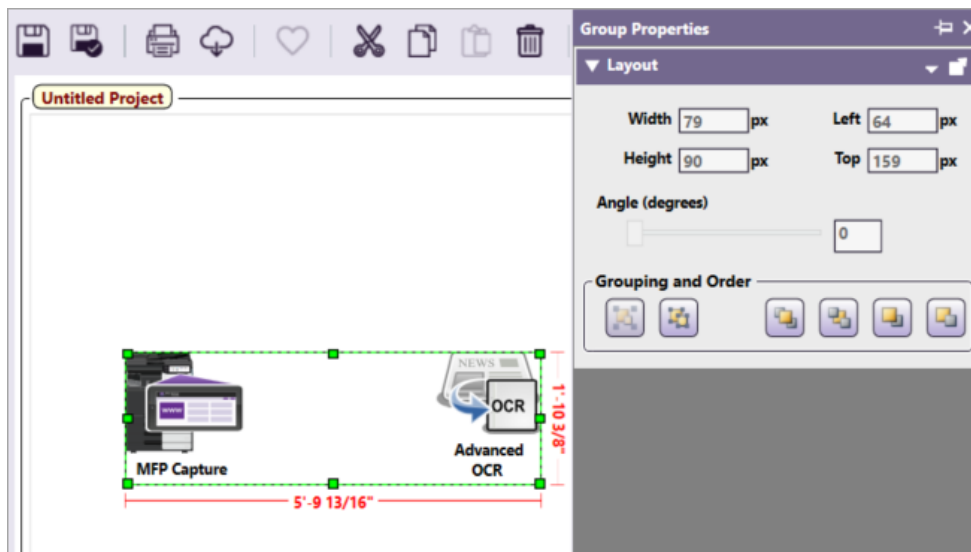 Group Properties
Layout
Untitled Project
Width 79 px Left 64 px
Height 90 px Top 159 px
Angle (degrees)
0
Grouping and Order
NEWS
www
OCR
MFP Capture
Advanced
OCR
1'-10 3/8"
5'-9 13/16"